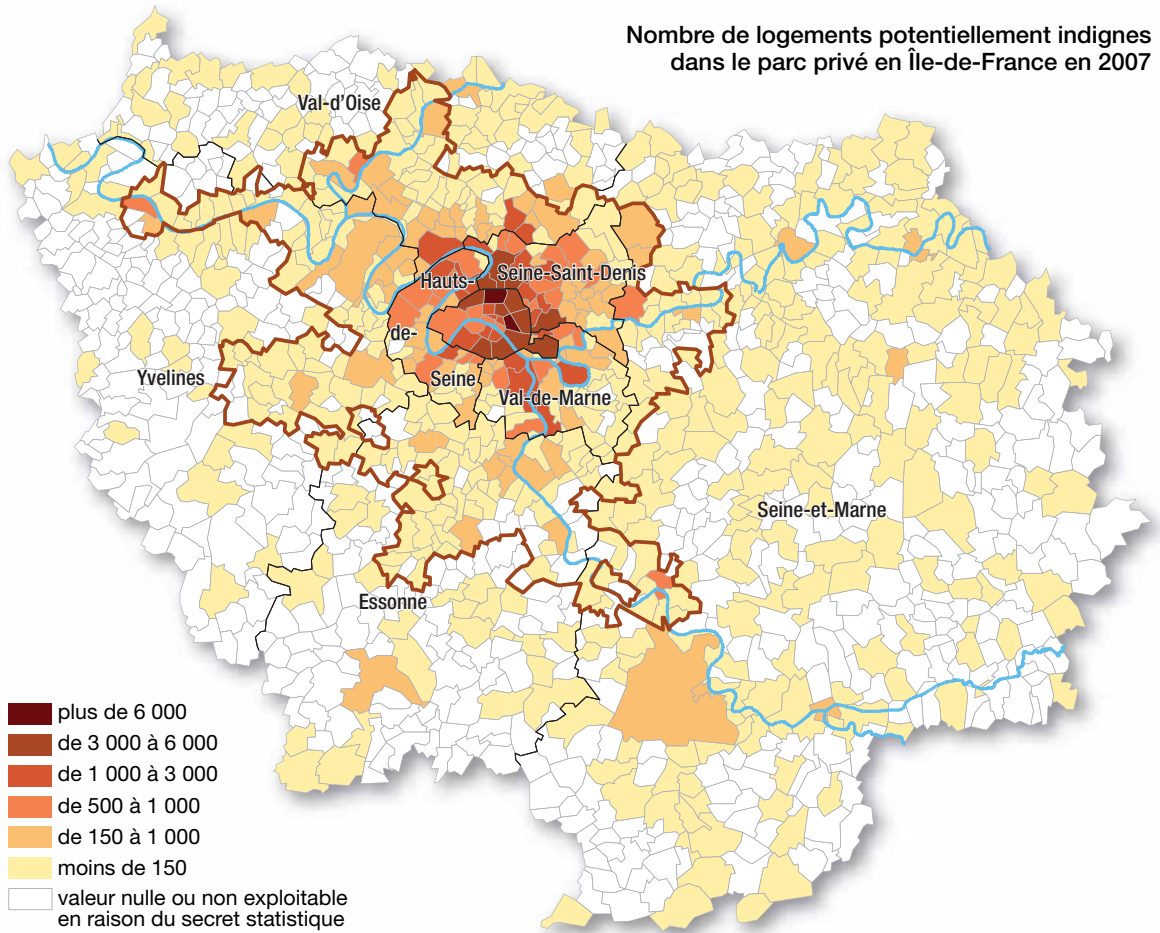 Nombre de logements potentiellement indignes
dans le parc privé en Île-de-France en 2007
Val-d'Oise
Seine-Saint-Denis
Hauts-
de-
Seine
Yvelines
Val-de-Marne
Seine-et-Marne
Essonne
plus de 6 000
de 3 000 à 6 000
de 1 000 à 3 000
de 500 à 1 000
de 150 à 1 000
moins de 150
valeur nulle ou non exploitable
en raison du secret statistique